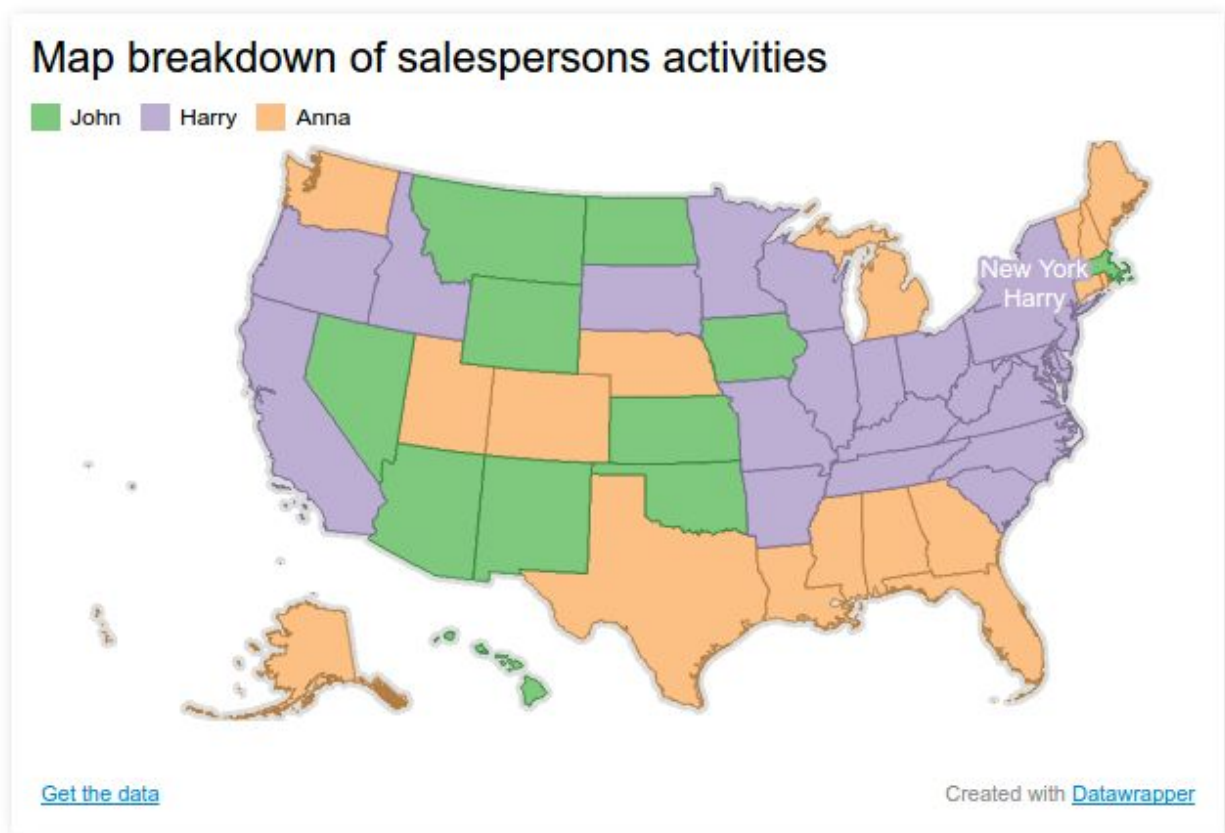 Map breakdown of salespersons activities
John Harry Anna
New York
Harry
Get the data
Created with Datawrapper